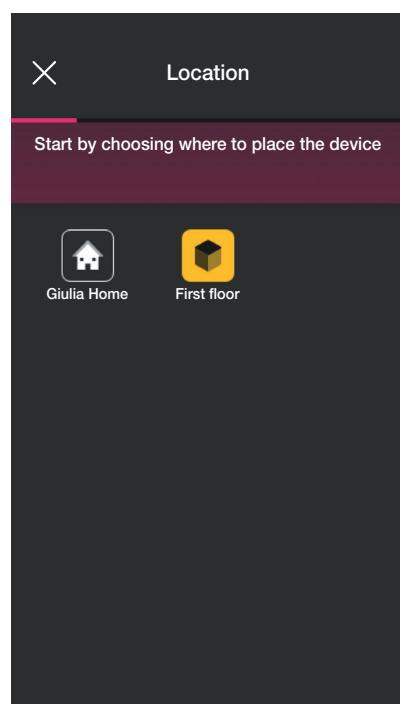 Location
Start by choosing where to place the device
Giulia Home
First floor